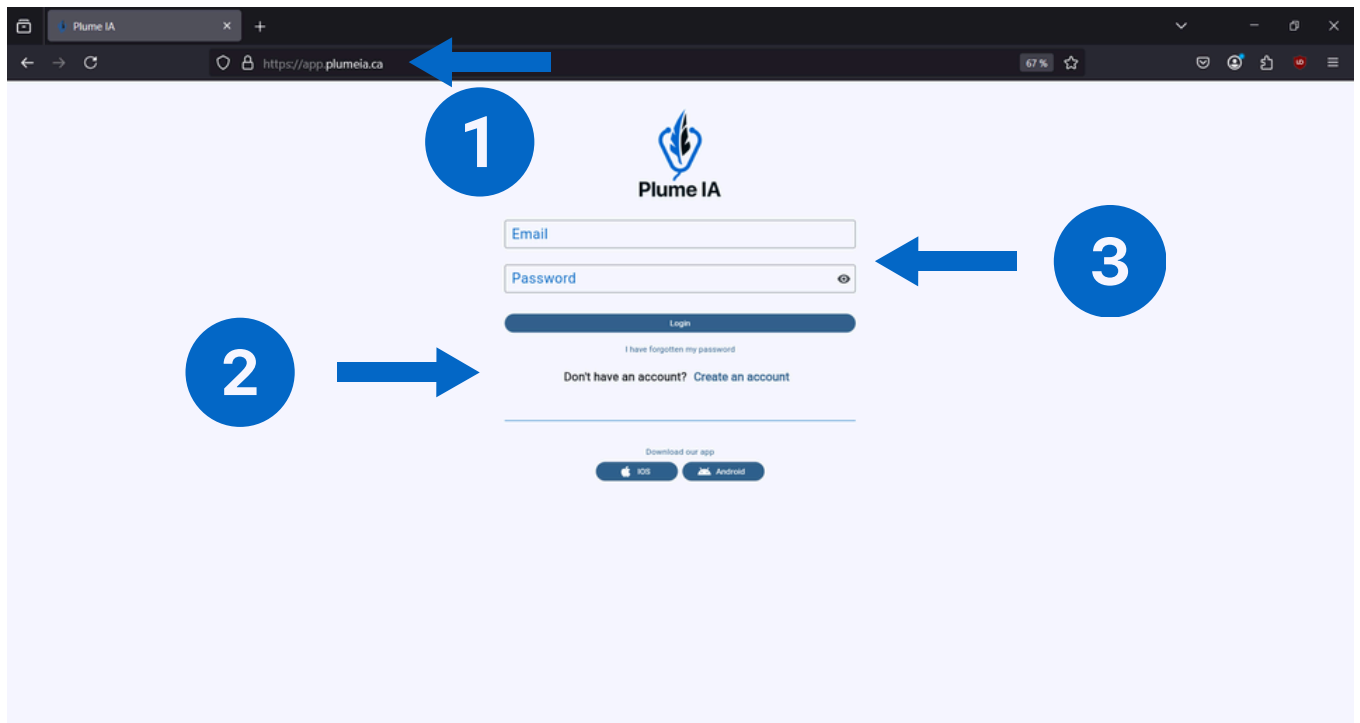 Plume IA
https://app.plumeia.ca
67 %
1
Plume IA
Email
3
Password
Login
I have forgotten my password
2
Don't have an account? Create an account
Download our app
IOS
Android